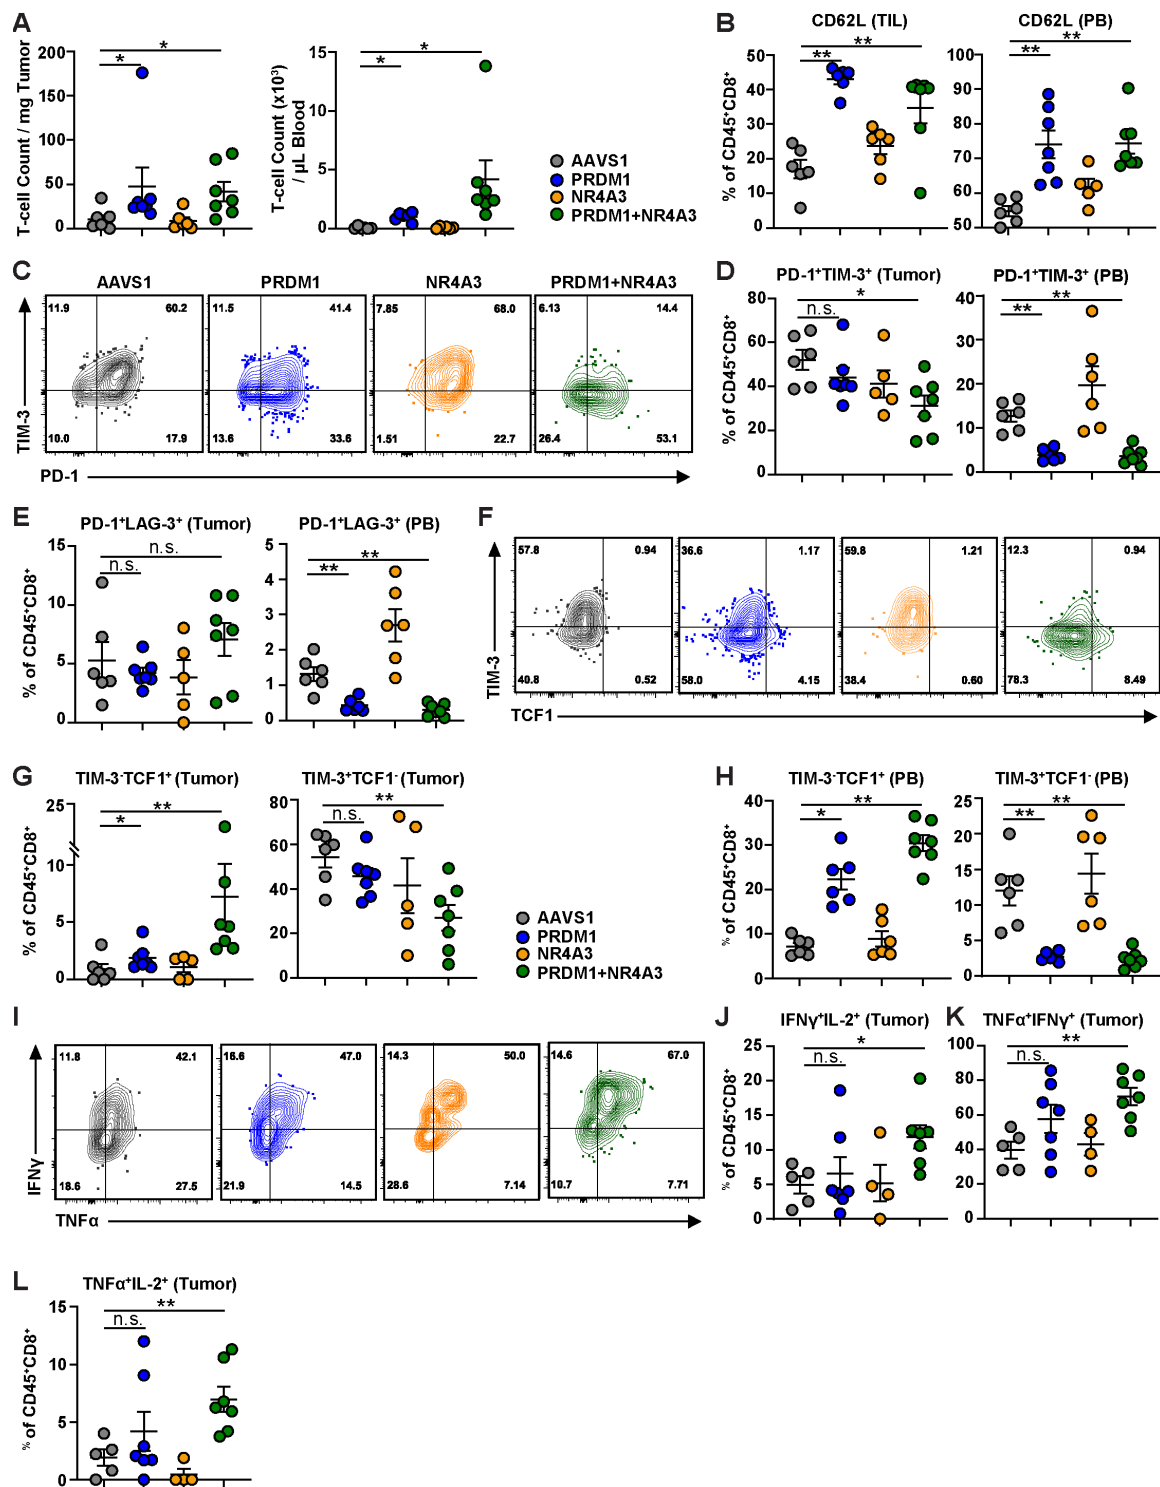 A
T-cell Count / mg Tumor
200
150
100
50
0
*
*
T-cell Count (x10³)
/ µL Blood
15
10
5
0
*
*
AAVS1
PRDM1
NR4A3
PRDM1+NR4A3
B
CD62L (TIL)
% of CD45⁺CD8⁺
50
40
30
20
10
0
**
**
CD62L (PB)
100
90
80
70
60
50
**
**
C
AAVS1
PRDM1
NR4A3
PRDM1+NR4A3
11.9 60.2
10.0 17.9
11.5 41.4
13.6 33.6
7.85 68.0
1.51 22.7
6.13 14.4
26.4 53.1
TIM-3
PD-1
D
PD-1⁺TIM-3⁺ (Tumor)
% of CD45⁺CD8⁺
80
60
40
20
0
*
n.s.
PD-1⁺TIM-3⁺ (PB)
40
30
20
10
0
**
**
E
PD-1⁺LAG-3⁺ (Tumor)
% of CD45⁺CD8⁺
15
10
5
0
n.s.
n.s.
PD-1⁺LAG-3⁺ (PB)
5
4
3
2
1
0
**
**
F
57.8 0.94
40.8 0.52
36.6 1.17
58.0 4.15
59.8 1.21
38.4 0.60
12.3 0.94
78.3 8.49
TIM-3
TCF1
G
TIM-3⁻TCF1⁺ (Tumor)
% of CD45⁺CD8⁺
25
10
5
0
**
*
TIM-3⁺TCF1⁻ (Tumor)
80
60
40
20
0
**
n.s.
AAVS1
PRDM1
NR4A3
PRDM1+NR4A3
H
TIM-3⁻TCF1⁺ (PB)
% of CD45⁺CD8⁺
40
30
20
10
0
**
*
TIM-3⁺TCF1⁻ (PB)
25
20
15
10
5
0
**
**
I
11.8 42.1
18.6 27.5
16.6 47.0
21.9 14.5
14.3 50.0
28.6 7.14
14.6 67.0
10.7 7.71
IFNγ
TNFα
J
IFNγ⁺IL-2⁺ (Tumor)
% of CD45⁺CD8⁺
25
20
15
10
5
0
*
n.s.
K
TNFα⁺IFNγ⁺ (Tumor)
100
80
60
40
20
0
**
n.s.
L
TNFα⁺IL-2⁺ (Tumor)
% of CD45⁺CD8⁺
15
10
5
0
**
n.s.